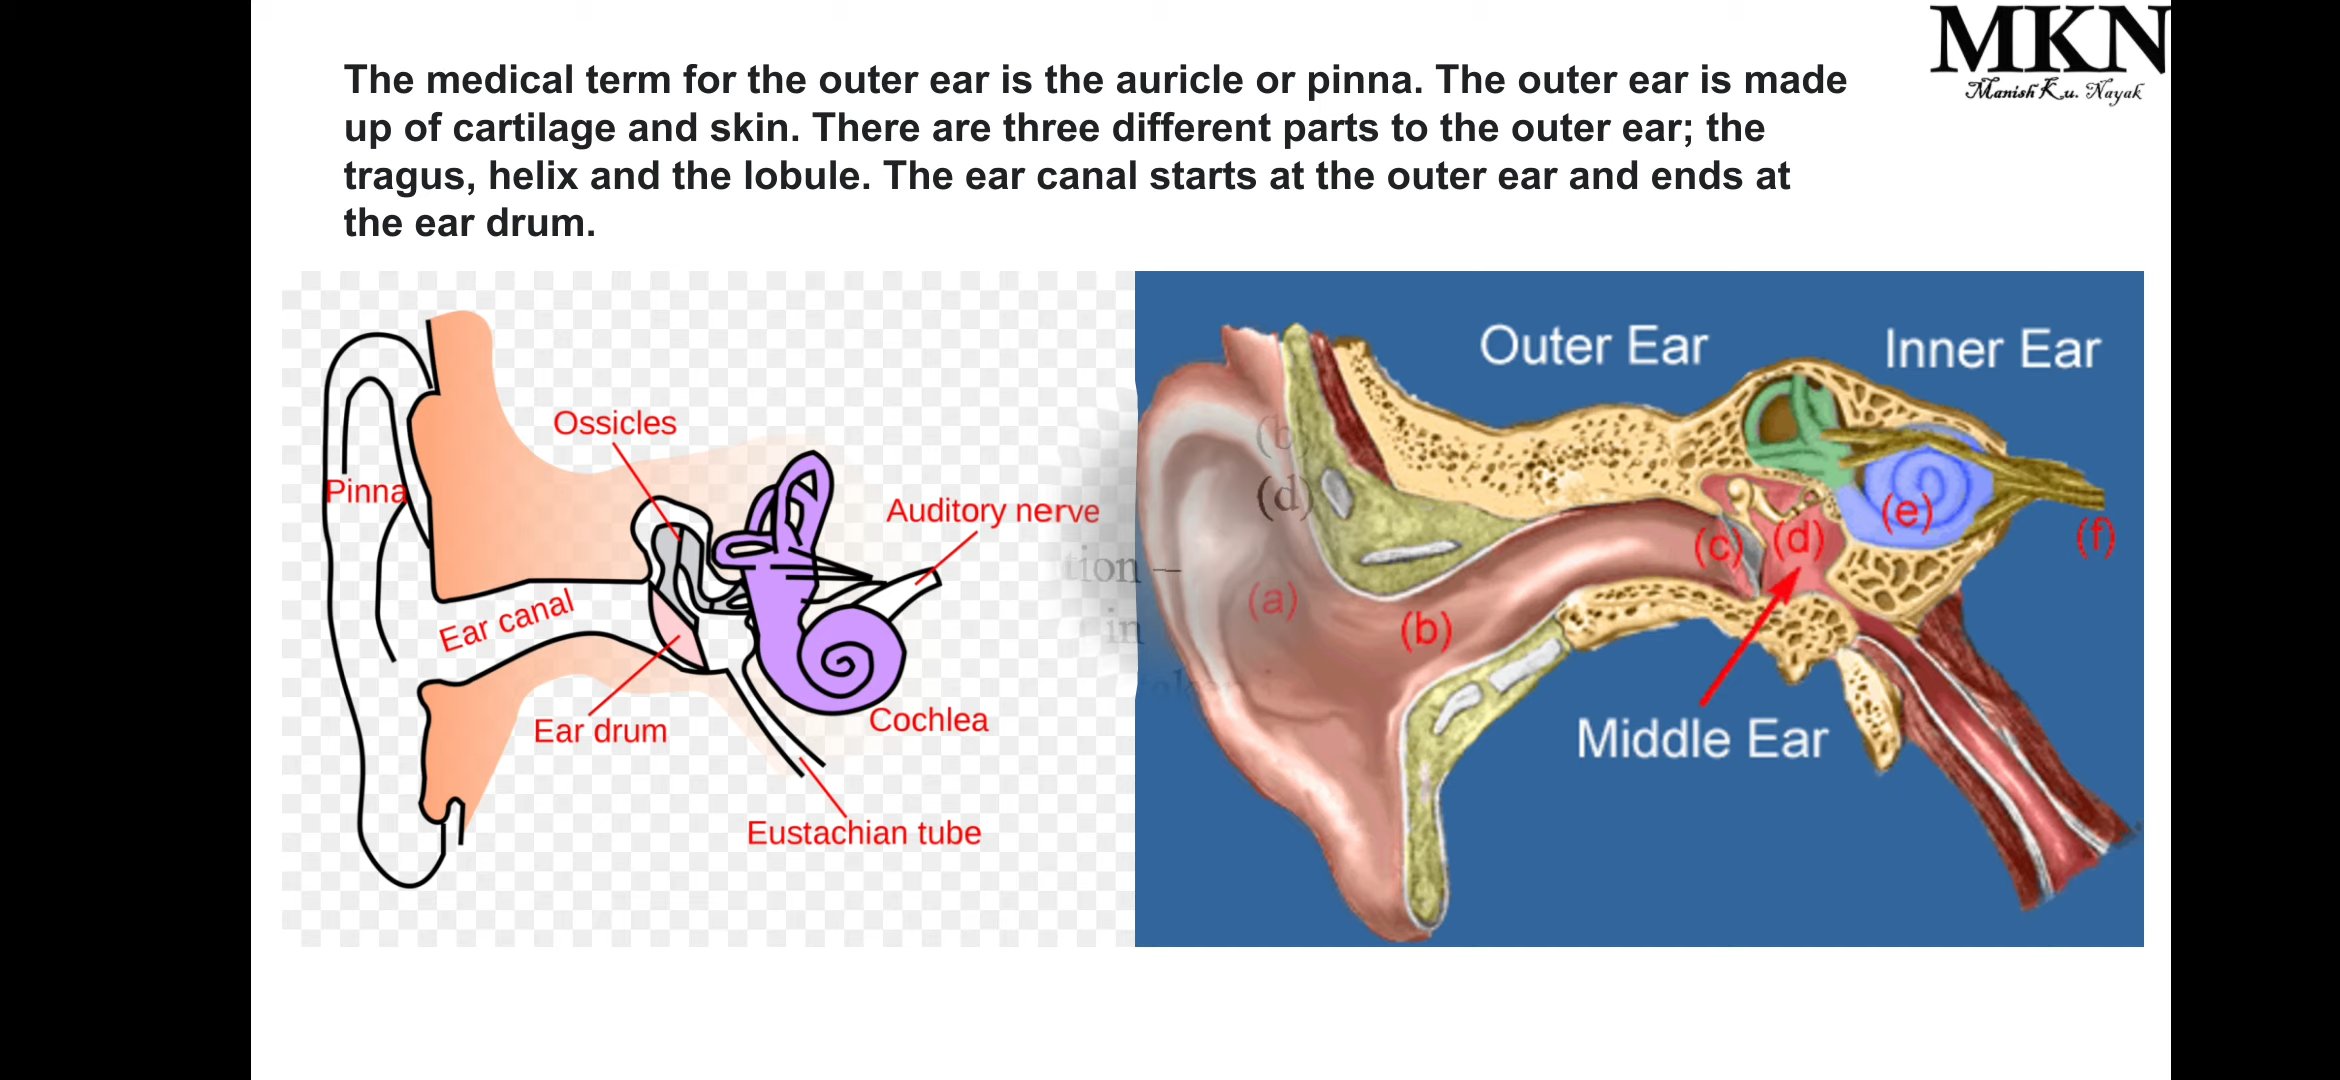 MKN
Manish Ku. Nayak
The medical term for the outer ear is the auricle or pinna. The outer ear is made
up of cartilage and skin. There are three different parts to the outer ear; the
tragus, helix and the lobule. The ear canal starts at the outer ear and ends at
the ear drum.
Ossicles
Pinna
Auditory nerve
Ear canal
Ear drum
Cochlea
Eustachian tube
Outer Ear
Inner Ear
(b
(d)
(e)
(c)
(d)
(f)
tion –
(a)
(b)
in
Middle Ear